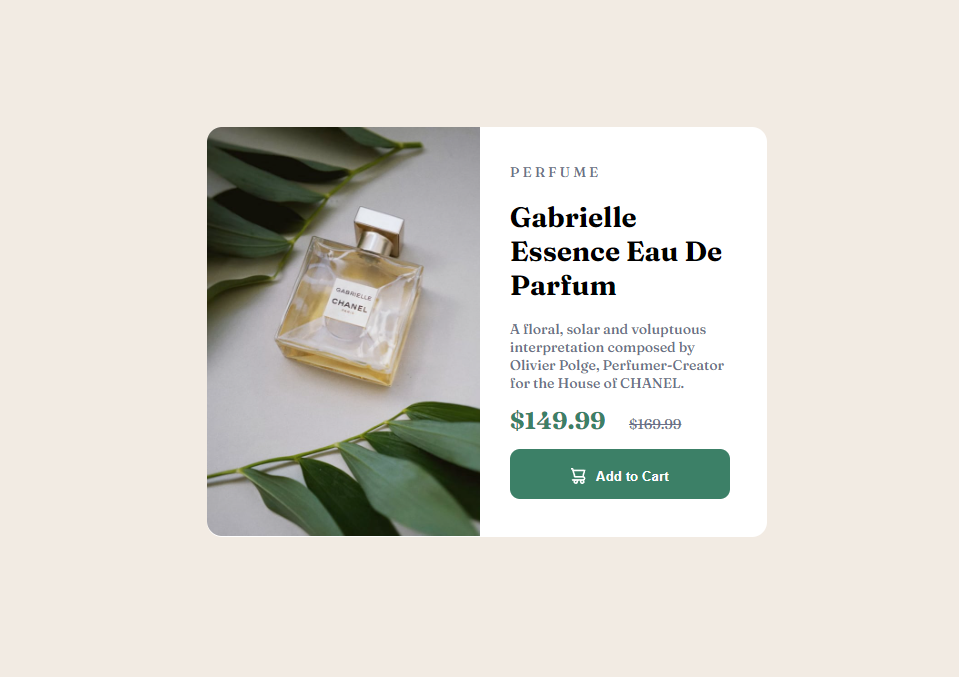 PERFUME
Gabrielle
Essence Eau De
Parfum
A floral, solar and voluptuous
interpretation composed by
Olivier Polge, Perfumer-Creator
for the House of CHANEL.
$149.99 $169.99
Add to Cart
GABRIELLE
CHANEL
PARIS